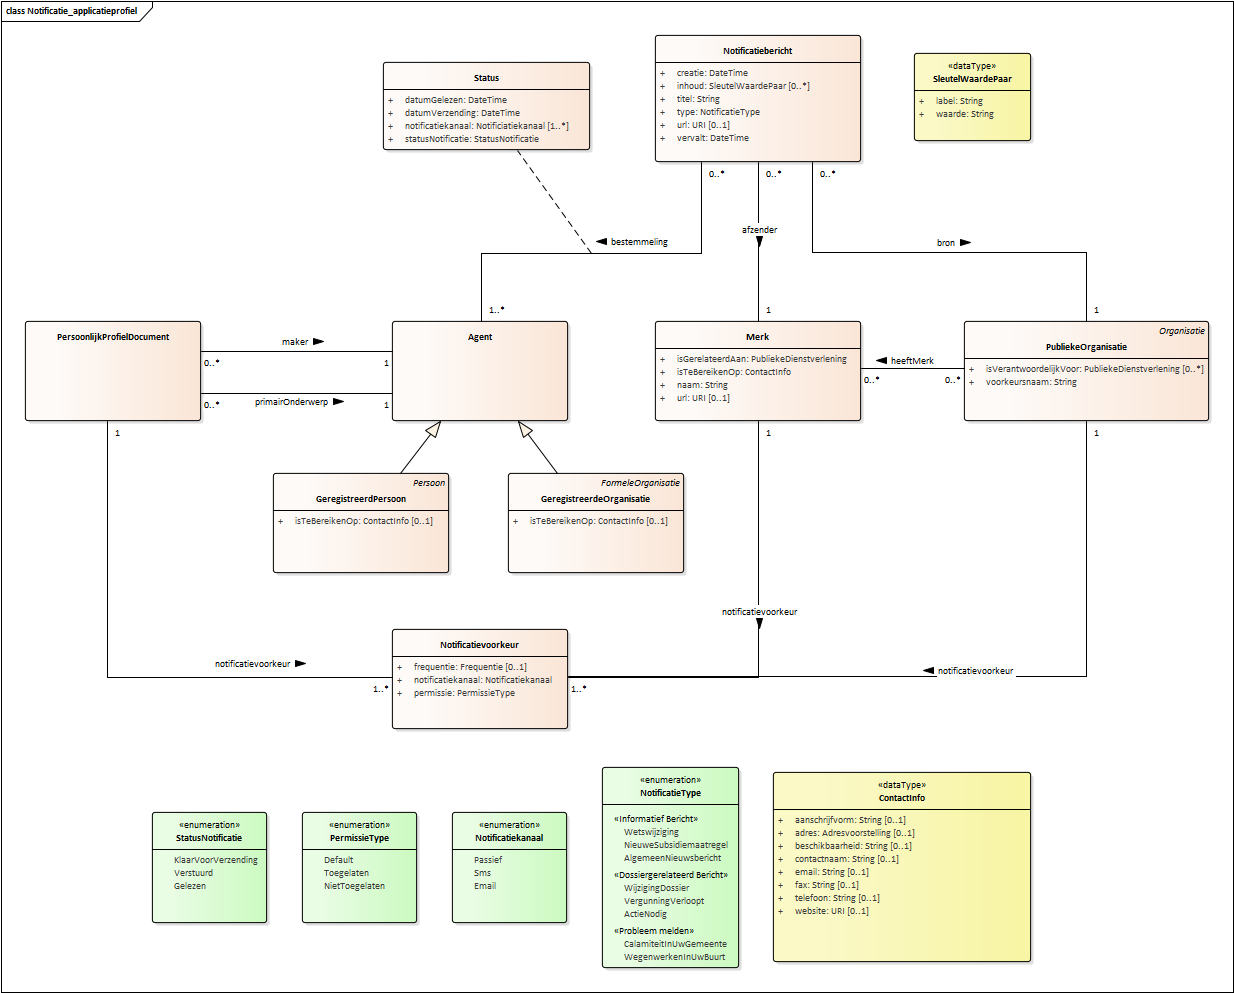 class Notificatie_applicatieprofiel
Status
+ datumGelezen: DateTime
+ datumVerzending: DateTime
+ notificatiekanaal: Notificiatiekanaal [1..*]
+ statusNotificatie: StatusNotificatie
Notificatiebericht
+ creatie: DateTime
+ inhoud: SleutelWaardePaar [0..*]
+ titel: String
+ type: NotificatieType
+ url: URI [0..1]
+ vervalt: DateTime
«dataType»
SleutelWaardePaar
+ label: String
+ waarde: String
0..*
0..*
0..*
afzender
bestemmeling
bron
1..*
1
1
PersoonlijkProfielDocument
maker
0..*
1
primairOnderwerp
0..*
1
1
Agent
Merk
+ isGerelateerdAan: PubliekeDienstverlening
+ isTeBereikenOp: ContactInfo
+ naam: String
+ url: URI [0..1]
heeftMerk
0..*
0..*
Organisatie
PubliekeOrganisatie
+ isVerantwoordelijkVoor: PubliekeDienstverlening [0..*]
+ voorkeursnaam: String
1
1
Persoon
GeregistreerdPersoon
+ isTeBereikenOp: ContactInfo [0..1]
FormeleOrganisatie
GeregistreerdeOrganisatie
+ isTeBereikenOp: ContactInfo [0..1]
notificatievoorkeur
Notificatievoorkeur
+ frequentie: Frequentie [0..1]
+ notificatiekanaal: Notificatiekanaal
+ permissie: PermissieType
notificatievoorkeur
notificatievoorkeur
1..*
1..*
«enumeration»
StatusNotificatie
KlaarVoorVerzending
Verstuurd
Gelezen
«enumeration»
PermissieType
Default
Toegelaten
NietToegelaten
«enumeration»
Notificatiekanaal
Passief
Sms
Email
«enumeration»
NotificatieType
«Informatief Bericht»
Wetswijziging
NieuweSubsidiemaatregel
AlgemeenNieuwsbericht
«Dossiergerelateerd Bericht»
WijzigingDossier
VergunningVerloopt
ActieNodig
«Probleem melden»
CalamiteitInUwGemeente
WegenwerkenInUwBuurt
«dataType»
ContactInfo
+ aanschrijfvorm: String [0..1]
+ adres: Adresvoorstelling [0..1]
+ beschikbaarheid: String [0..1]
+ contactnaam: String [0..1]
+ email: String [0..1]
+ fax: String [0..1]
+ telefoon: String [0..1]
+ website: URI [0..1]